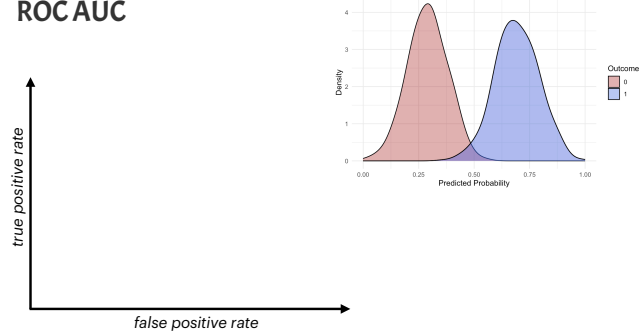 ROC AUC
true positive rate
false positive rate
4
3
2
1
0
Density
0.00 0.25 0.50 0.75 1.00
Predicted Probability
Outcome
0
1